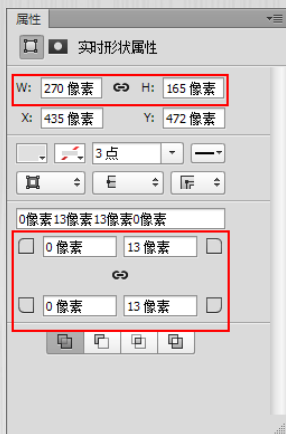 属性
实时形状属性
W: 270 像素 H: 165 像素
X: 435 像素 Y: 472 像素
3 点
0像素13像素13像素0像素
0 像素 13 像素
0 像素 13 像素